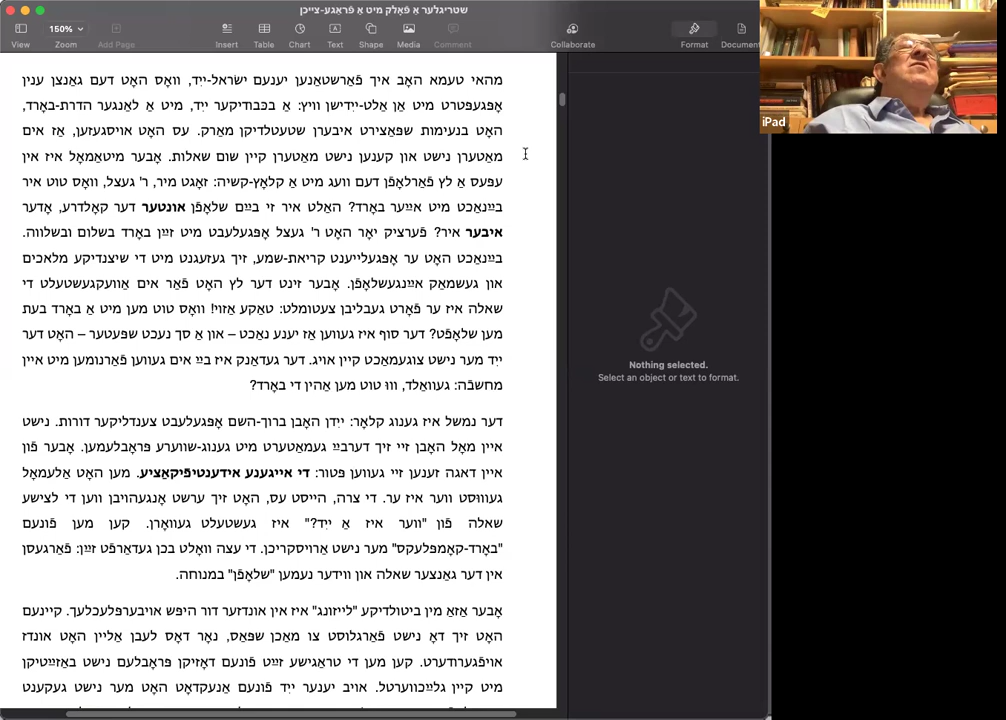 שטריגלער אַ פֿאָלק מיט אַ פֿראַגע-צייכן
View
150%
Zoom
Add Page
Insert
Table
Chart
Text
Shape
Media
Comment
Collaborate
Format
Documen
iPad
מהאי טעמא האָב איך פֿאַרשטאַנען יענעם ישׂראל-ייִד, וואָס האָט דעם גאַנצן ענין
אָפּגעפּטרט מיט אַן אַלט-ייִדישן וויץ: אַ בכּבודיקער ייִד, מיט אַ לאַנגער הדרת-באָרד,
האָט בנעימות שפּאַצירט איבערן שטעטלדיקן מאַרק. עס האָט אויסגעזען, אַז אים
מאַטערן נישט און קענען נישט מאַטערן קיין שום שאלות. אָבער מיטאַמאָל איז אין
עפּעס אַ לץ פֿאַרלאָפֿן דעם וועג מיט אַ קלאָץ-קשיה: זאָגט מיר, ר' געצל, וואָס טוט איר
בײַנאַכט מיט אײַער באָרד? האַלט איר זי בײַם שלאָפֿן אונטער דער קאָלדרע, אָדער
איבער איר? פֿערציק יאָר האָט ר' געצל אָפּגעלעבט מיט זײַן באָרד בשלום ובשלווה.
בײַנאַכט האָט ער אָפּגעלייענט קריאת-שמע, זיך געזעגנט מיט די שיצנדיקע מלאכים
און געשמאַק אײַנגעשלאָפֿן. אָבער זינט דער לץ האָט פֿאַר אים אַוועקגעשטעלט די
שאלה איז ער פֿאָרט געבליבן צעטומלט: טאַקע אַזוי! וואָס טוט מען מיט אַ באָרד בעת
מען שלאָפֿט? דער סוף איז געווען אַז יענע נאַכט – און אַ סך נעכט שפּעטער – האָט דער
ייִד מער נישט צוגעמאַכט קיין אויג. דער געדאַנק איז בײַ אים געווען פֿאַרנומען מיט איין
מחשבֿה: געוואַלד, וווּ טוט מען אַהין די באָרד?
דער נמשל איז גענוג קלאָר: ייִדן האָבן ברוך-השם אָפּגעלעבט צענדליקער דורות. נישט
איין מאָל האָבן זיי זיך דערבײַ געמאַטערט מיט גענוג-שווערע פּראָבלעמען. אָבער פֿון
איין דאגה זענען זיי געווען פּטור: די אייגענע אידענטיפֿיקאַציע. מען האָט אַלעמאָל
געוווּסט ווער איז ער. די צרה, הייסט עס, האָט זיך ערשט אָנגעהויבן ווען די לצישע
שאלה פֿון "ווער איז אַ ייִד?" איז געשטעלט געוואָרן. קען מען פֿונעם
"באָרד-קאָמפּלעקס" מער נישט אַרויסקריכן. די עצה וואָלט בכן געדאַרפֿט זײַן: פֿאַרגעסן
אין דער גאַנצער שאלה און ווידער נעמען "שלאָפֿן" במנוחה.
אָבער אַזאַ מין ביטולדיקע "לייזונג" איז אין אונדזער דור היפּש אויבערפֿלעכלעך. קיינעם
האָט זיך דאָ נישט פֿאַרגלוסט צו מאַכן שפּאַס, נאָר דאָס לעבן אַליין האָט אונדז
אויפֿגערודערט. קען מען די טראַגישע זײַט פֿונעם דאָזיקן פּראָבלעם נישט באַזײַטיקן
מיט קיין גלײַכווערטל. אויב יענער ייִד פֿונעם אַנעקדאָט האָט מער נישט געקענט
Nothing selected.
Select an object or text to format.